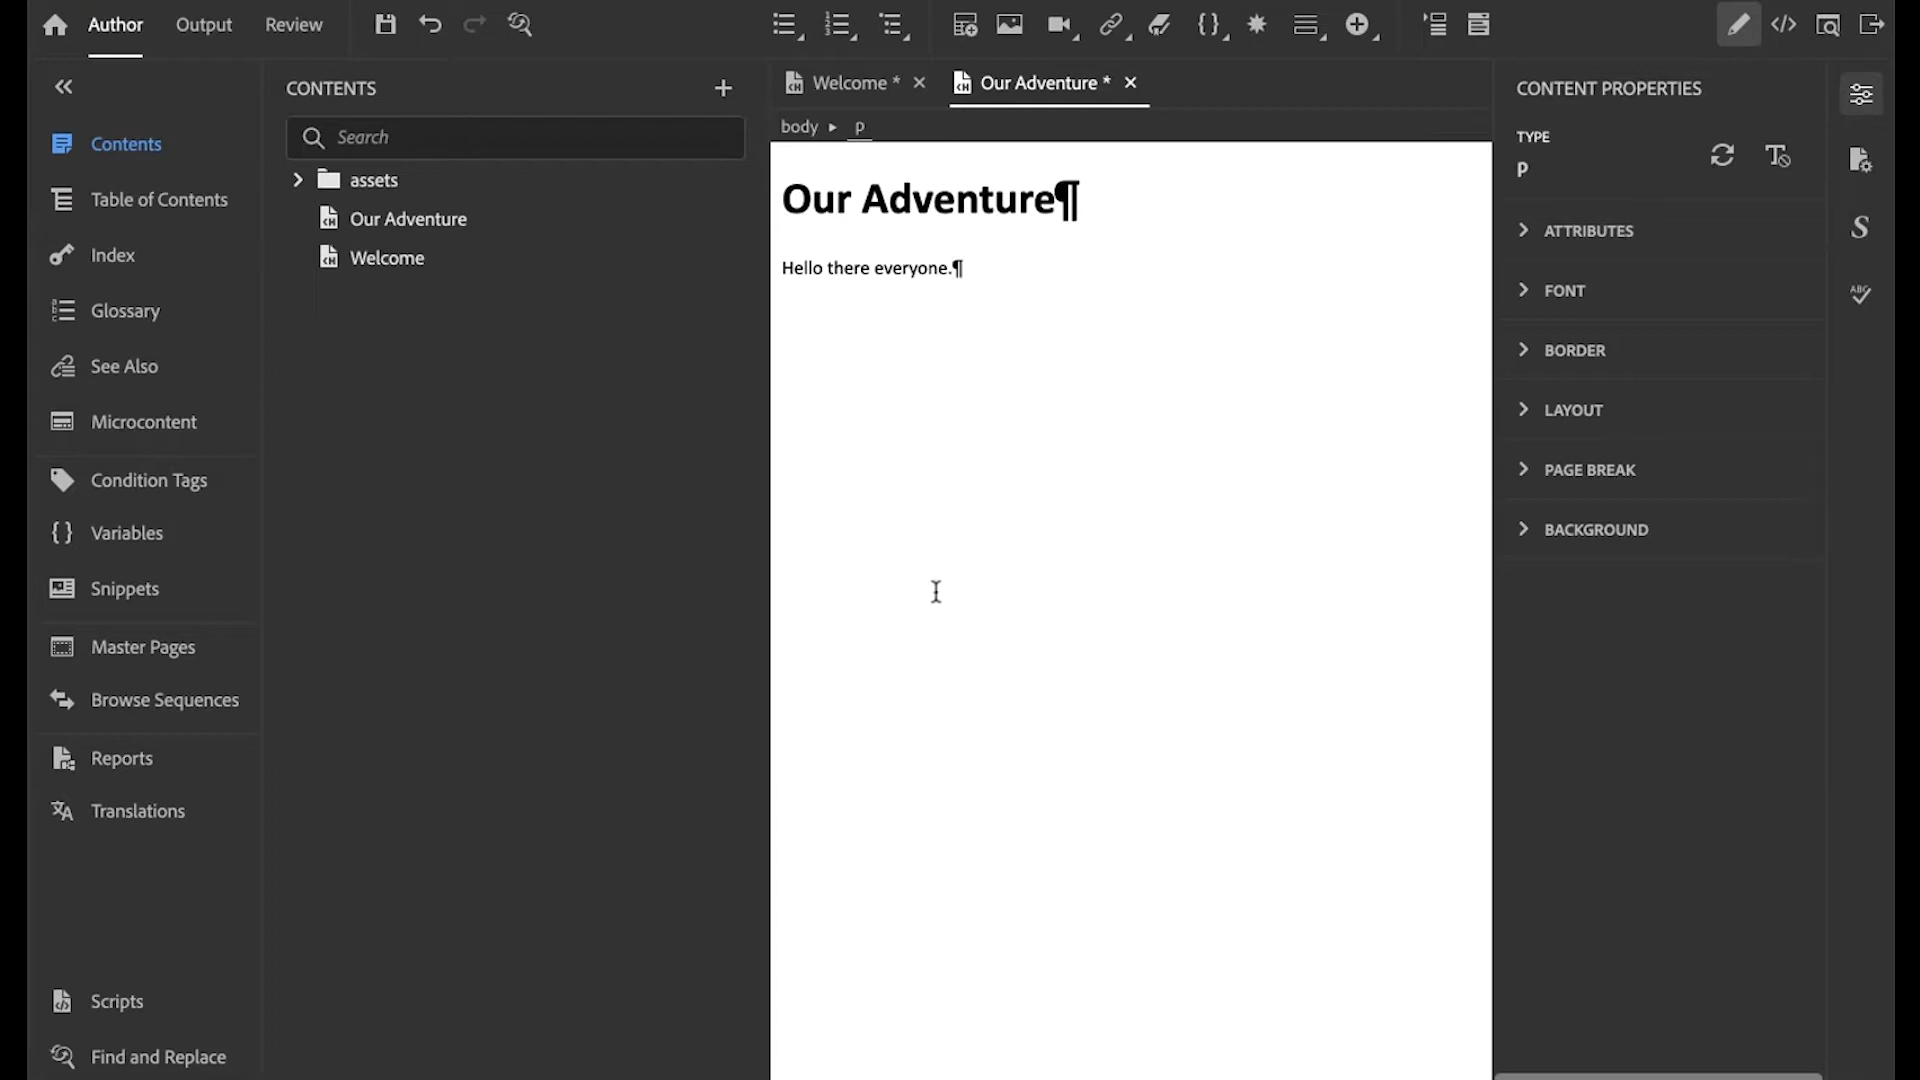 Author Output Review
Contents
Table of Contents
Index
Glossary
See Also
Microcontent
Condition Tags
Variables
Snippets
Master Pages
Browse Sequences
Reports
Translations
Scripts
Find and Replace
CONTENTS
Search
assets
Our Adventure
Welcome
Welcome * Our Adventure *
body p
Our Adventure¶
Hello there everyone.¶
CONTENT PROPERTIES
TYPE
p
ATTRIBUTES
FONT
BORDER
LAYOUT
PAGE BREAK
BACKGROUND
S
ABC